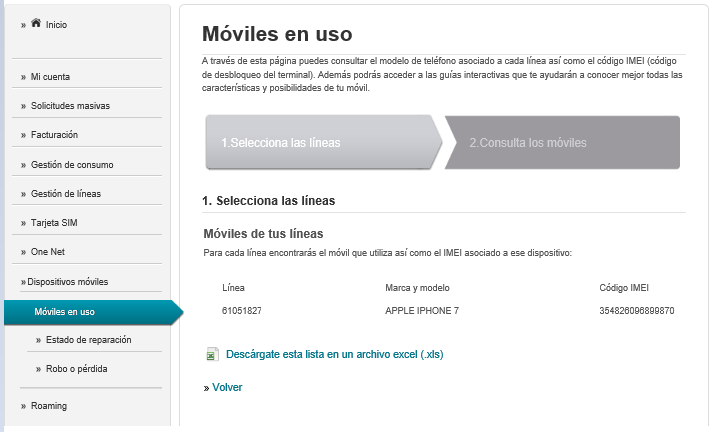 » Inicio
» Mi cuenta
» Solicitudes masivas
» Facturación
» Gestión de consumo
» Gestión de líneas
» Tarjeta SIM
» One Net
» Dispositivos móviles
Móviles en uso
» Estado de reparación
» Robo o pérdida
» Roaming
Móviles en uso
A través de esta página puedes consultar el modelo de teléfono asociado a cada línea así como el código IMEI (código
de desbloqueo del terminal). Además podrás acceder a las guías interactivas que te ayudarán a conocer mejor todas las
características y posibilidades de tu móvil.
1.Selecciona las líneas
2.Consulta los móviles
1. Selecciona las líneas
Móviles de tus líneas
Para cada línea encontrarás el móvil que utiliza así como el IMEI asociado a ese dispositivo:
Línea Marca y modelo Código IMEI
61051827 APPLE IPHONE 7 354826096899870
Descárgate esta lista en un archivo excel (.xls)
» Volver